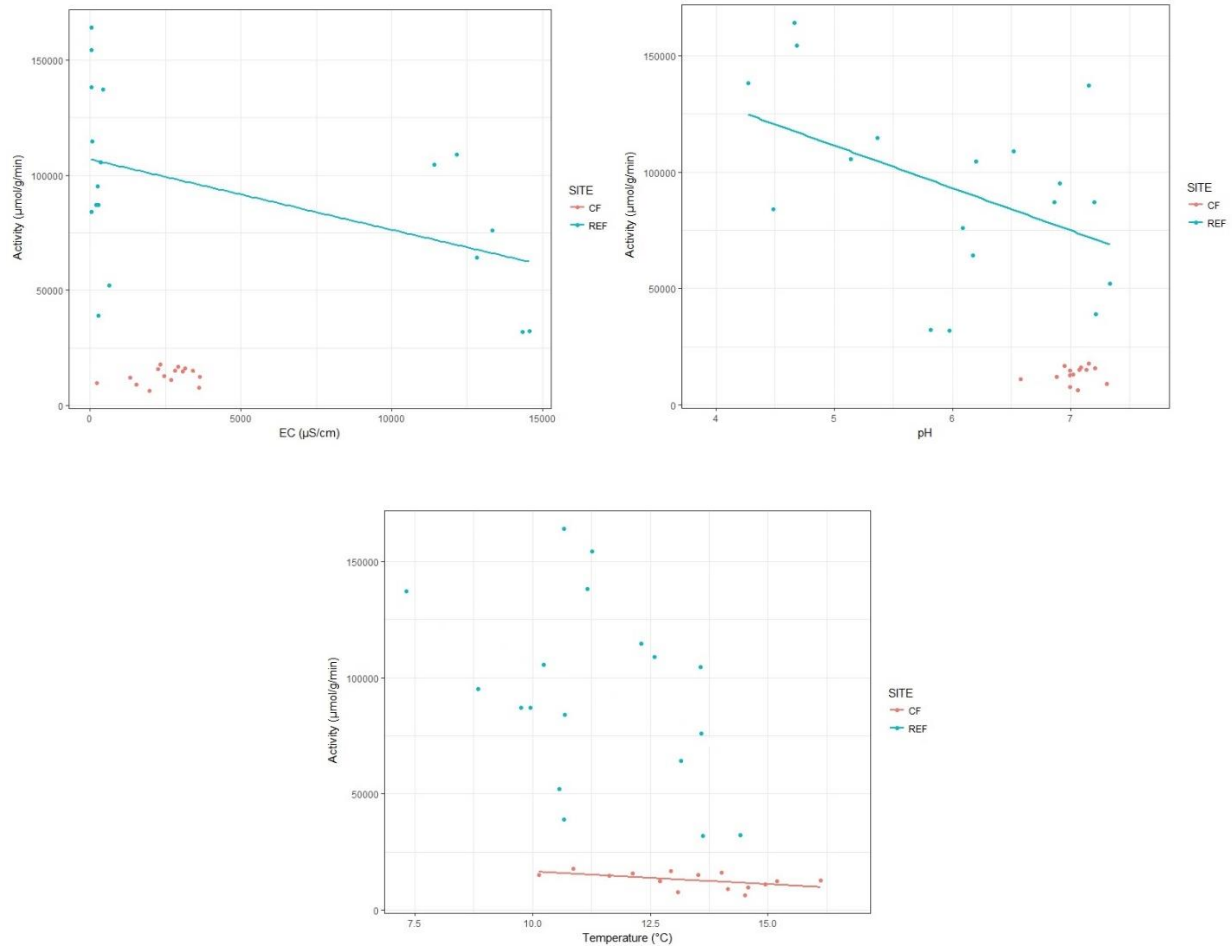 150000
100000
50000
0
Activity (µmol/g/min)
0
5000
10000
15000
EC (µS/cm)
SITE
CF
REF
150000
100000
50000
0
Activity (µmol/g/min)
4
5
6
7
pH
SITE
CF
REF
150000
100000
50000
0
Activity (µmol/g/min)
7.5
10.0
12.5
15.0
Temperature (°C)
SITE
CF
REF